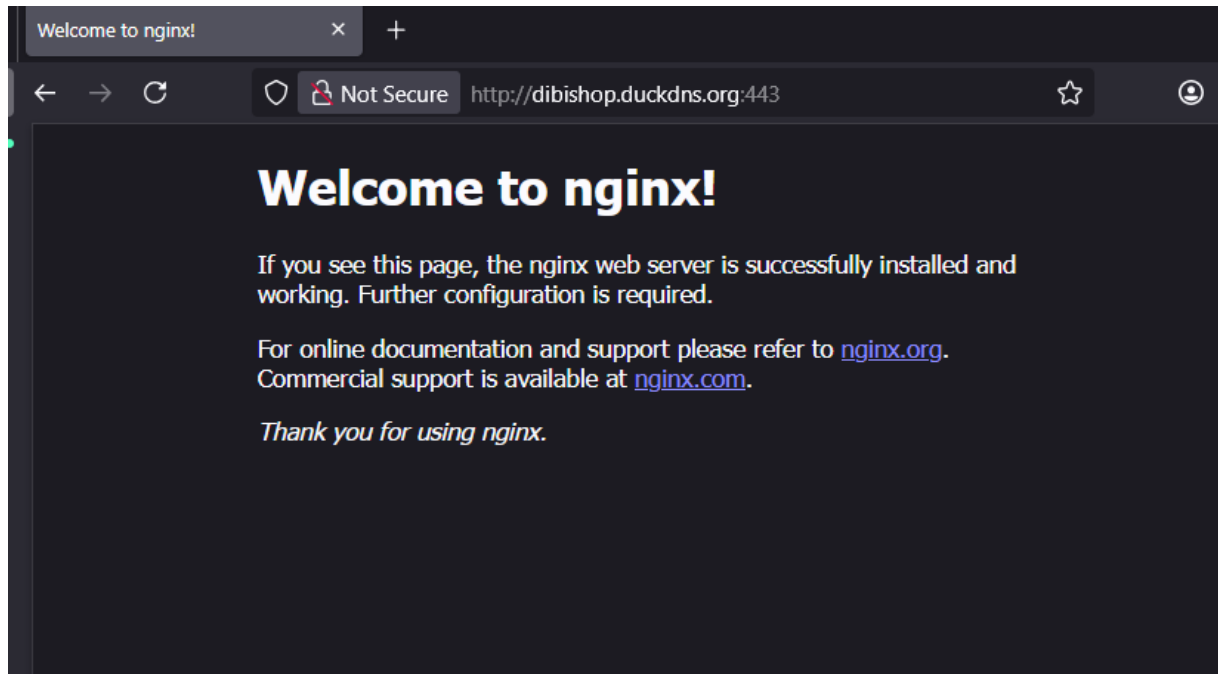 Welcome to nginx!
Not Secure http://dibishop.duckdns.org:443
Welcome to nginx!
If you see this page, the nginx web server is successfully installed and
working. Further configuration is required.
For online documentation and support please refer to nginx.org.
Commercial support is available at nginx.com.
Thank you for using nginx.